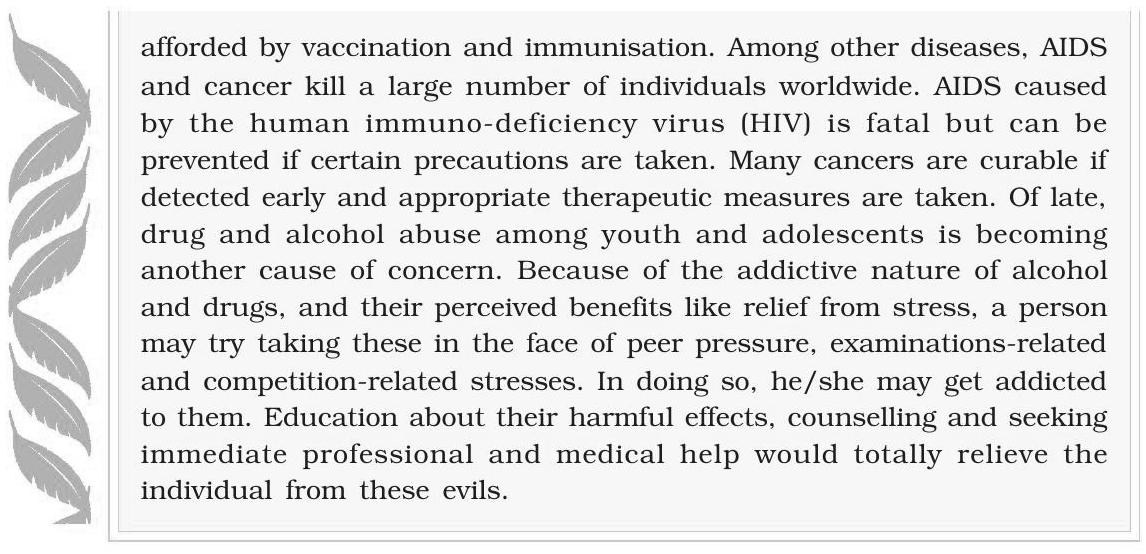 afforded by vaccination and immunisation. Among other diseases, AIDS
and cancer kill a large number of individuals worldwide. AIDS caused
by the human immuno-deficiency virus (HIV) is fatal but can be
prevented if certain precautions are taken. Many cancers are curable if
detected early and appropriate therapeutic measures are taken. Of late,
drug and alcohol abuse among youth and adolescents is becoming
another cause of concern. Because of the addictive nature of alcohol
and drugs, and their perceived benefits like relief from stress, a person
may try taking these in the face of peer pressure, examinations-related
and competition-related stresses. In doing so, he/she may get addicted
to them. Education about their harmful effects, counselling and seeking
immediate professional and medical help would totally relieve the
individual from these evils.